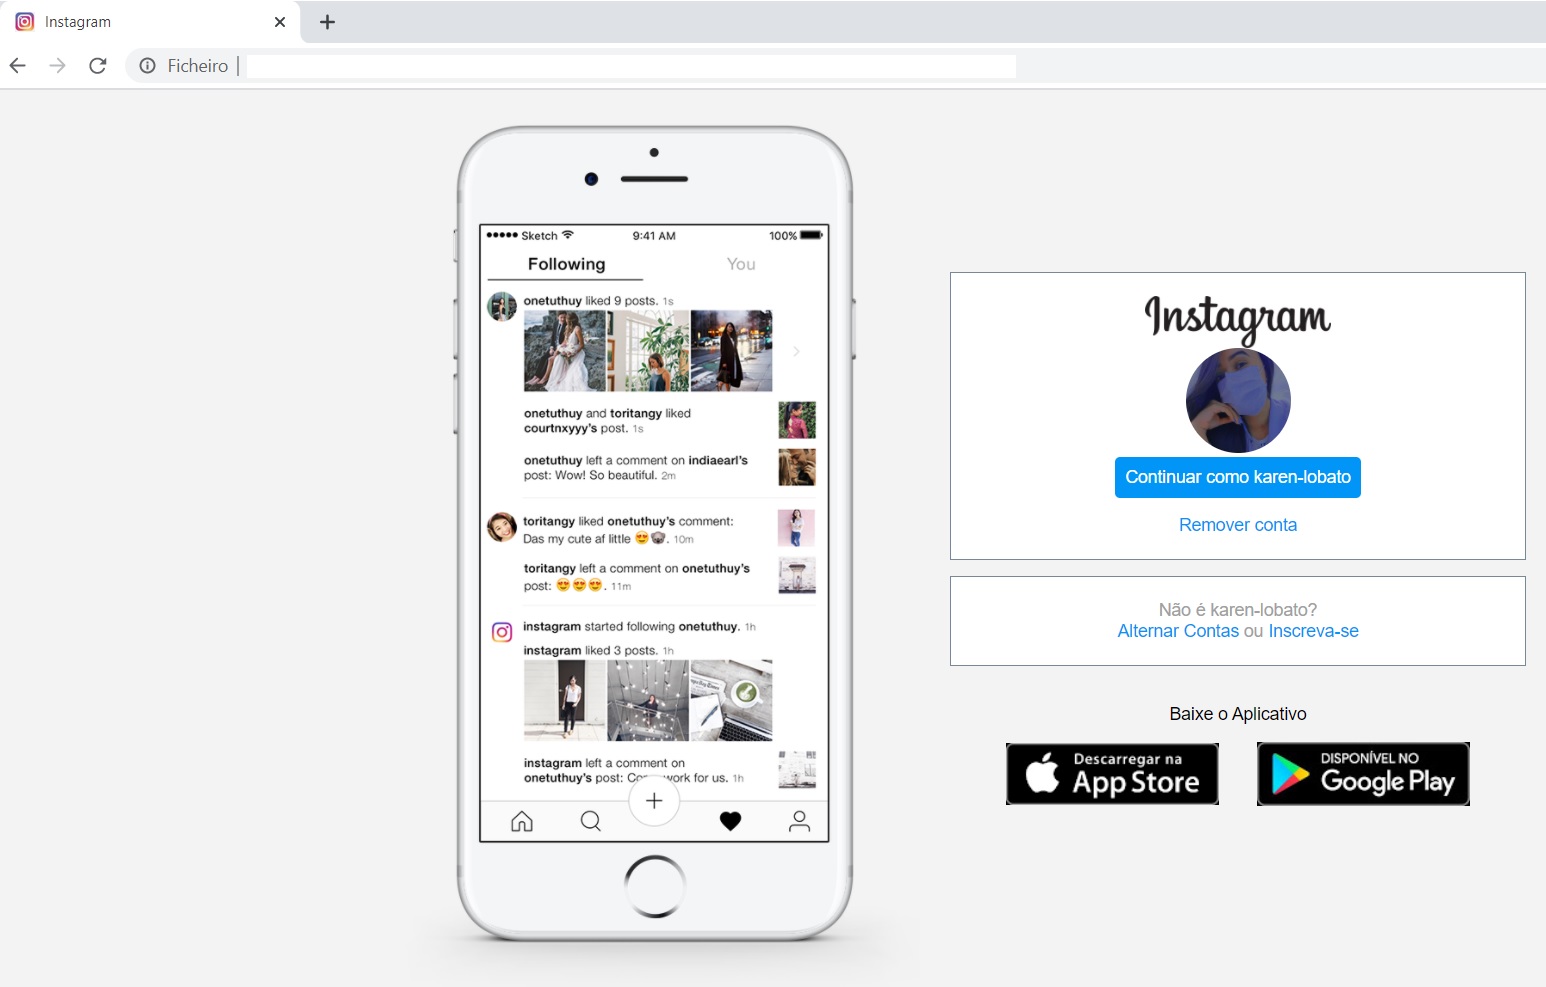 Instagram
Ficheiro
Sketch 9:41 AM 100%
Following You
onetuthuy liked 9 posts. 1s
onetuthuy and toritangy liked
courtnxyyy's post. 1s
onetuthuy left a comment on indiaearl's
post: Wow! So beautiful. 2m
toritangy liked onetuthuy's comment:
Das my cute af little 😍🐨. 10m
toritangy left a comment on onetuthuy's
post: 😍😍😍. 11m
instagram started following onetuthuy. 1h
instagram liked 3 posts. 1h
instagram left a comment on
onetuthuy's post: work for us. 1h
Instagram
Continuar como karen-lobato
Remover conta
Não é karen-lobato?
Alternar Contas ou Inscreva-se
Baixe o Aplicativo
Descarregar na
App Store
DISPONÍVEL NO
Google Play